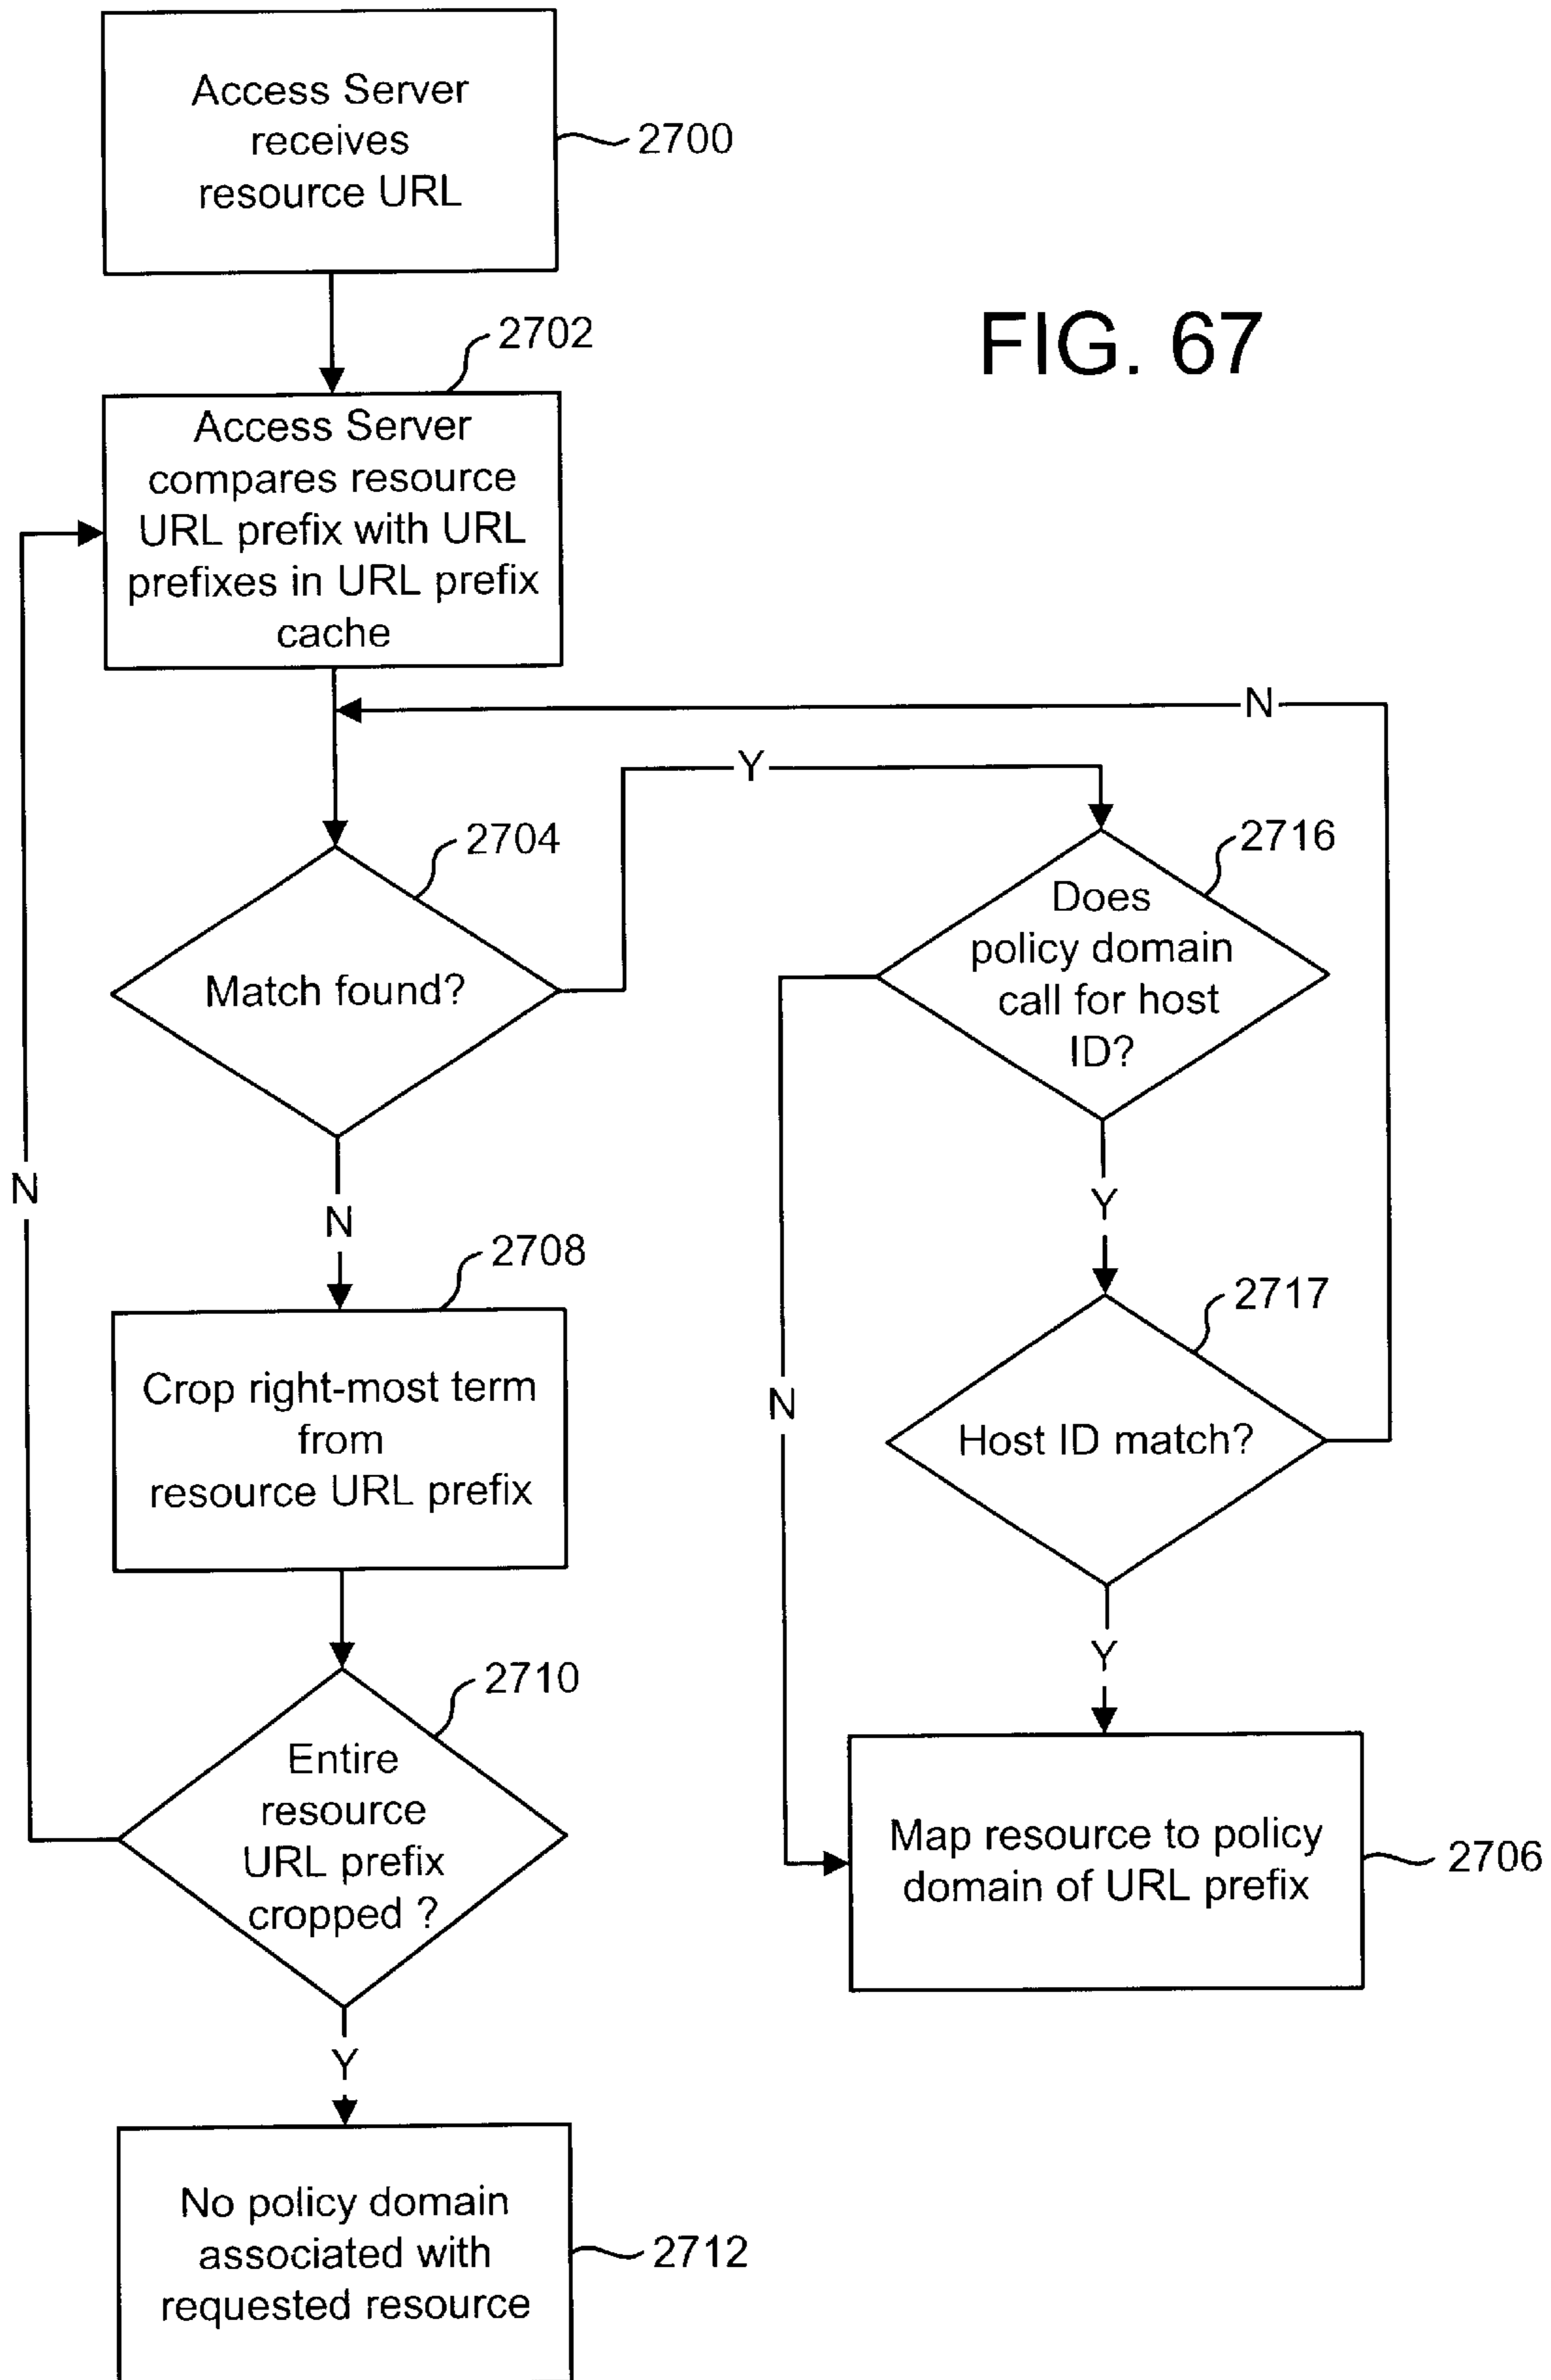 Access Server
receives
resource URL
2700
FIG. 67
2702
Access Server
compares resource
URL prefix with URL
prefixes in URL prefix
cache
N
Y
2704
Match found?
2716
Does
policy domain
call for host
ID?
N
N
Y
2708
Crop right-most term
from
resource URL prefix
2717
Host ID match?
N
Y
2710
Entire
resource
URL prefix
cropped ?
Map resource to policy
domain of URL prefix
2706
Y
No policy domain
associated with
requested resource
2712